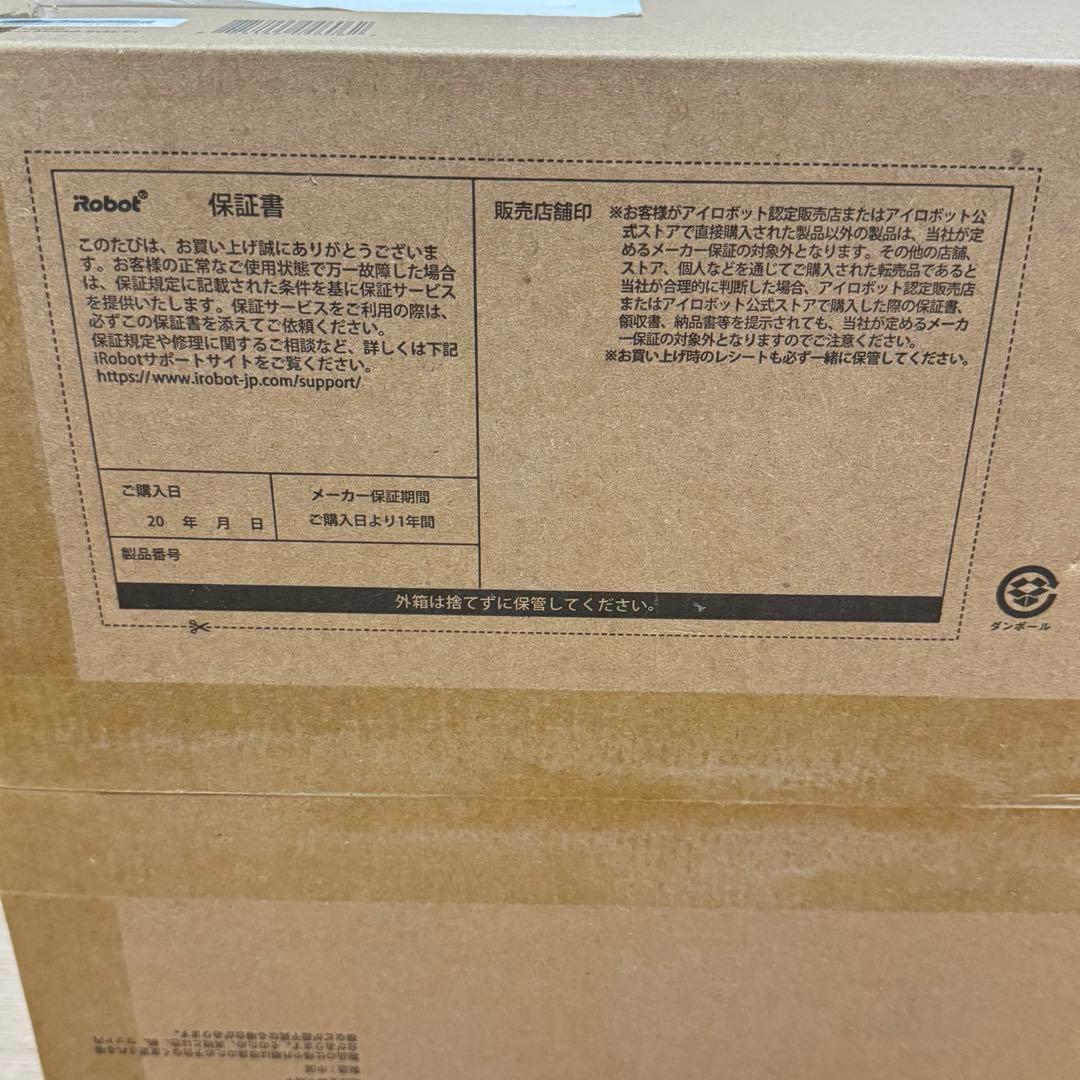 iRobot® 保証書
このたびは、お買い上げ誠にありがとうございま
す。お客様の正常なご使用状態で万一故障した場合
は、保証規定に記載された条件を基に保証サービス
を提供いたします。保証サービスをご利用の際は、
必ずこの保証書を添えてご依頼ください。
保証規定や修理に関するご相談など、詳しくは下記
iRobotサポートサイトをご覧ください。
https://www.irobot-jp.com/support/
ご購入日
20 年 月 日
メーカー保証期間
ご購入日より1年間
製品番号
販売店舗印
※お客様がアイロボット認定販売店またはアイロボット公
式ストアで直接購入された製品以外の製品は、当社が定
めるメーカー保証の対象外となります。その他の店舗、
ストア、個人などを通じてご購入された転売品であると
当社が合理的に判断した場合、アイロボット認定販売店
またはアイロボット公式ストアで購入した際の保証書、
領収書、納品書等を提示されても、当社が定めるメーカ
ー保証の対象外となりますのでご注意ください。
※お買い上げ時のレシートも必ず一緒に保管してください。
外箱は捨てずに保管してください。
ダンボール
製造：中国